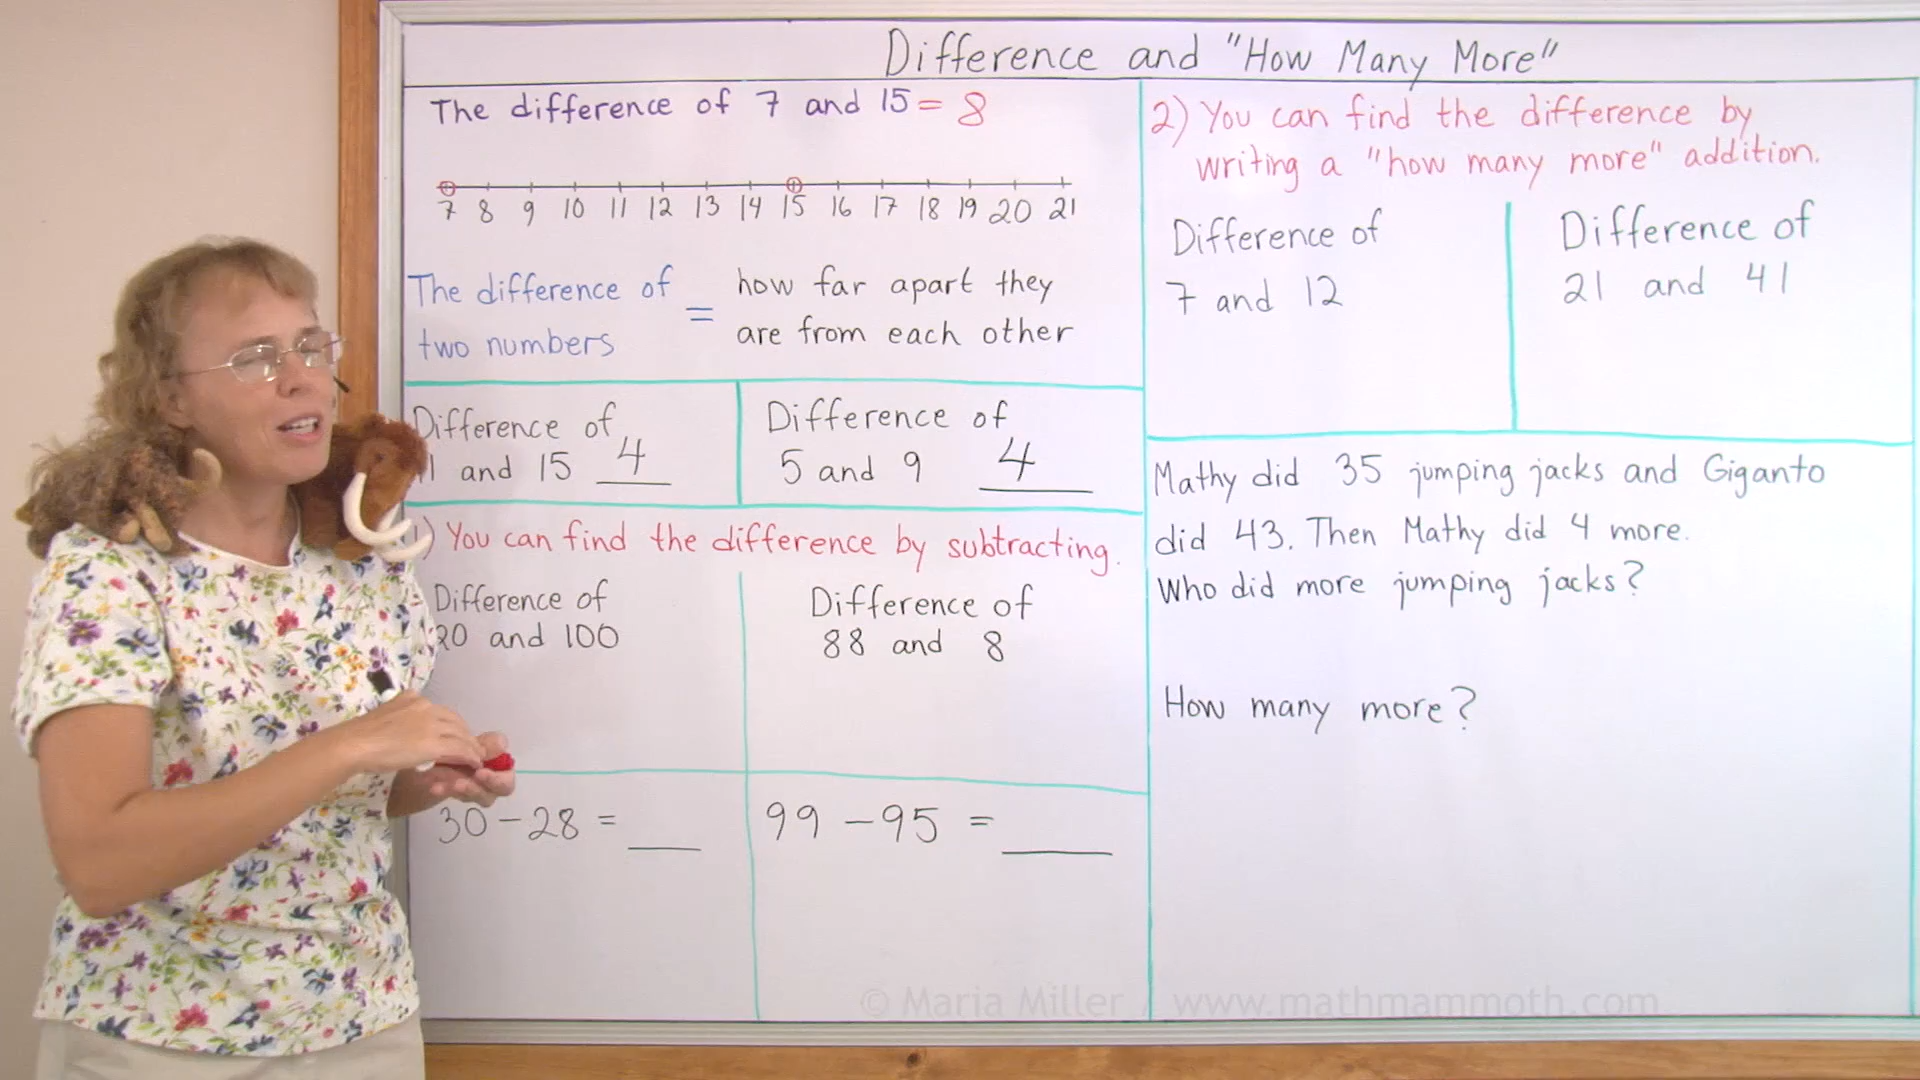 Difference and "How Many More"
The difference of 7 and 15 = 8
7 8 9 10 11 12 13 14 15 16 17 18 19 20 21
The difference of
two numbers
=
how far apart they
are from each other
Difference of
1 and 15 4
Difference of
5 and 9 4
1) You can find the difference by subtracting.
Difference of
20 and 100
Difference of
88 and 8
30 - 28 =
99 - 95 =
2) You can find the difference by
writing a "how many more" addition.
Difference of
7 and 12
Difference of
21 and 41
Mathy did 35 jumping jacks and Giganto
did 43. Then Mathy did 4 more.
Who did more jumping jacks?
How many more?
© Maria Miller / www.mathmammoth.com